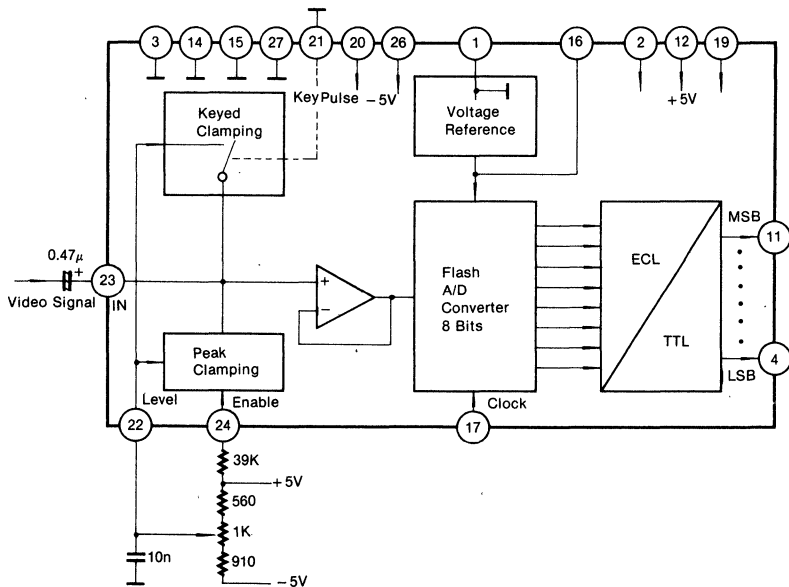 3 14 15 27 21 20 26 1 16 2 12 19
Key Pulse -5V +5V
Keyed
Clamping
Voltage
Reference
0.47μ
+
23
Video Signal
IN
+
−
Flash
A/D
Converter
8 Bits
ECL
TTL
MSB
11
LSB
4
Peak
Clamping
Level
Enable
Clock
22
24
17
39K
+5V
560
1K
910
10n
-5V